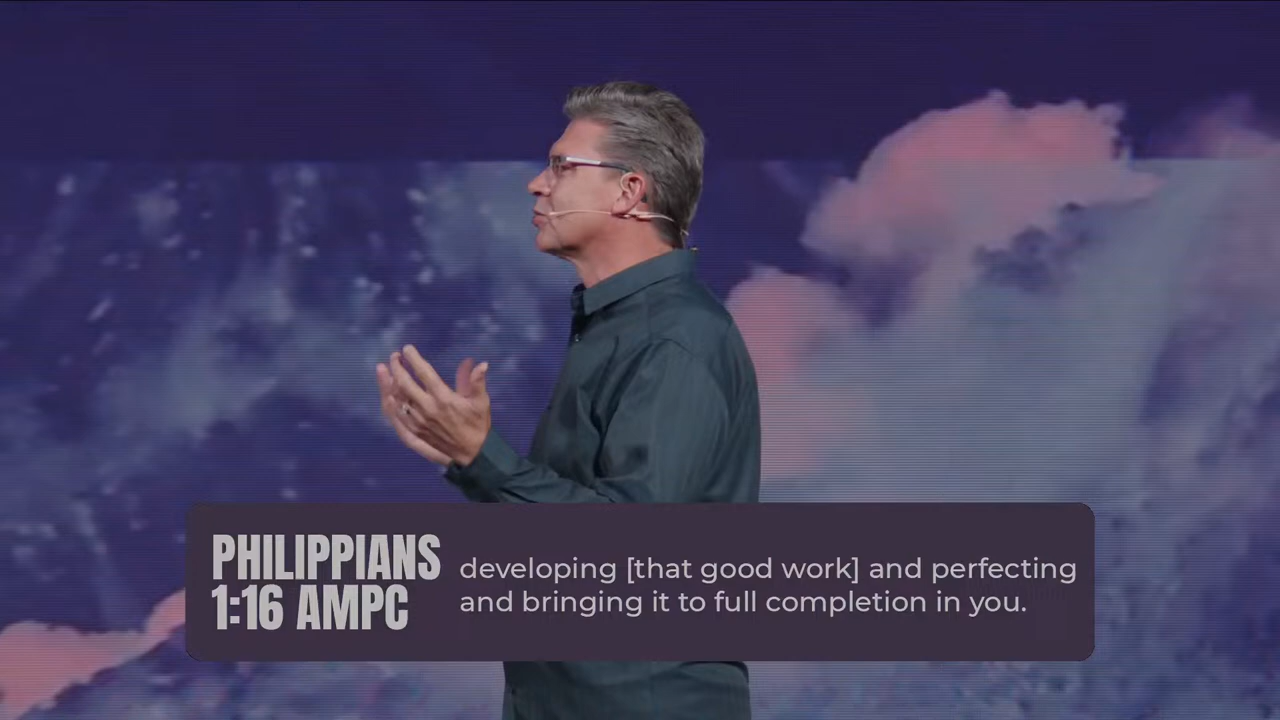 PHILIPPIANS
1:16 AMPC
developing [that good work] and perfecting
and bringing it to full completion in you.